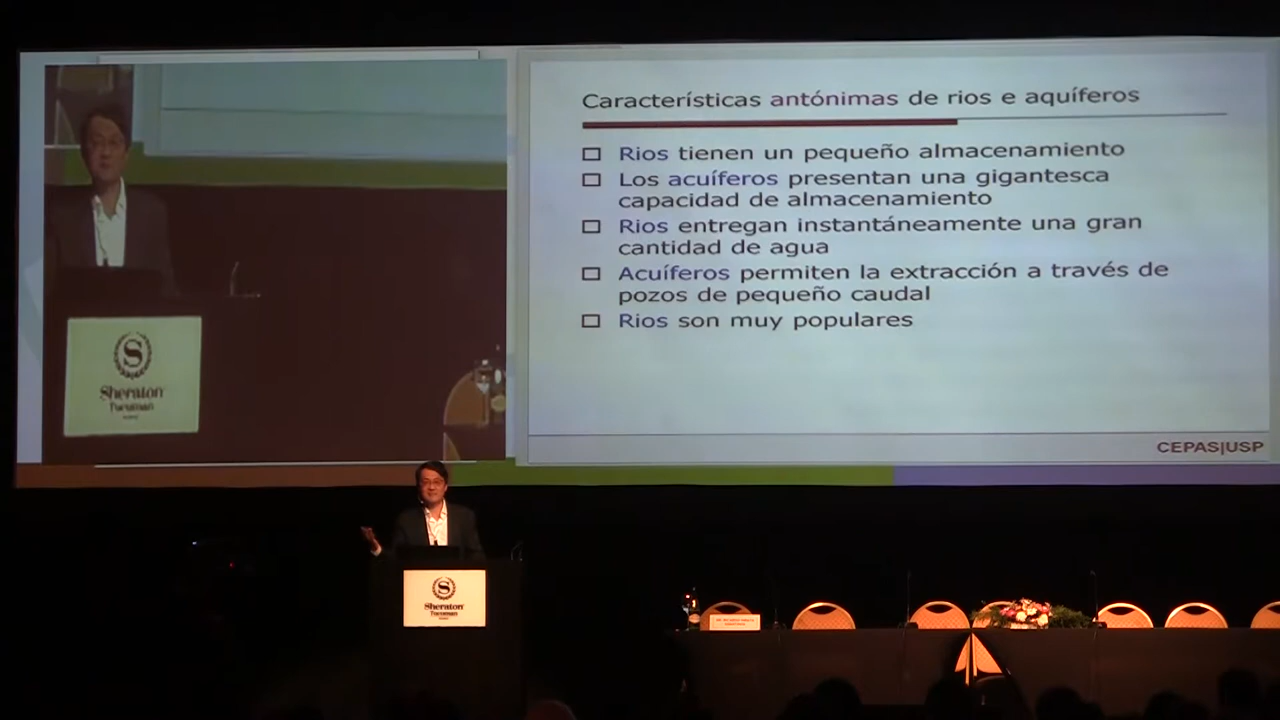 Características antónimas de rios e aquíferos
Rios tienen un pequeño almacenamiento
Los acuíferos presentan una gigantesca
capacidad de almacenamiento
Rios entregan instantáneamente una gran
cantidad de agua
Acuíferos permiten la extracción a través de
pozos de pequeño caudal
Rios son muy populares
CEPAS|USP
S
Sheraton
Tucuman
S
Sheraton
Tucuman